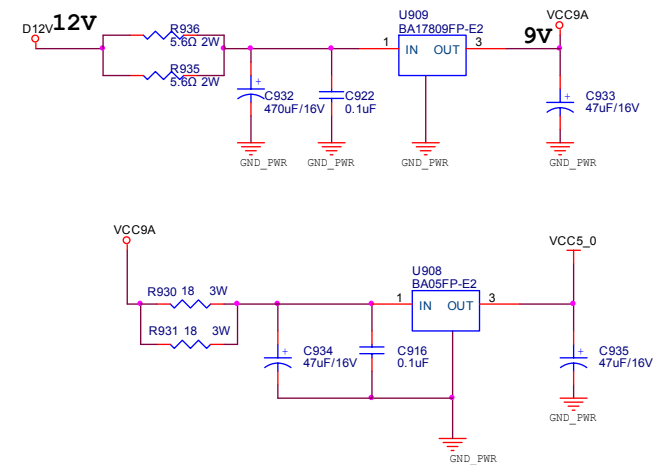 D12V 12V
R936
5.6Ω 2W
R935
5.6Ω 2W
C932
470uF/16V
C922
0.1uF
U909
BA17809FP-E2
1 IN OUT 3
9V
VCC9A
+
C933
47uF/16V
+
GND_PWR
GND_PWR
GND_PWR
GND_PWR
VCC9A
R930 18 3W
R931 18 3W
C934
47uF/16V
+
C916
0.1uF
U908
BA05FP-E2
1 IN OUT 3
VCC5_0
C935
47uF/16V
+
GND_PWR
GND_PWR